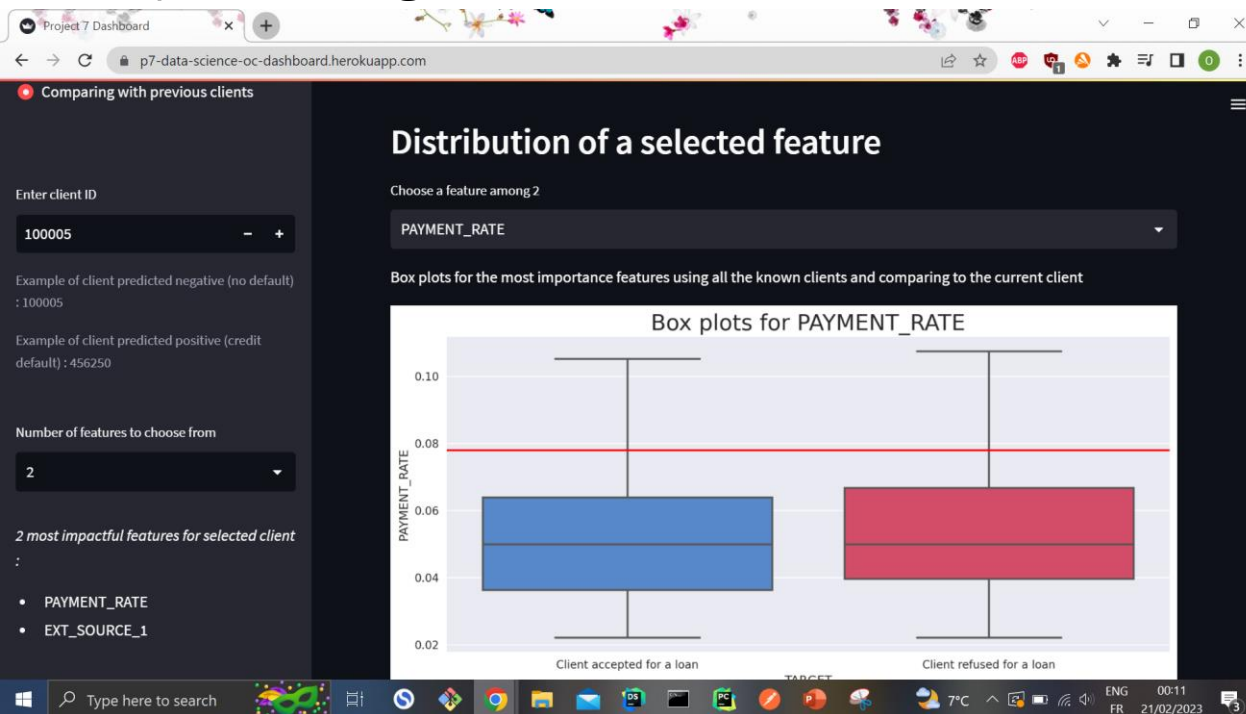 Project 7 Dashboard
p7-data-science-oc-dashboard.herokuapp.com
ABP
1
O
Comparing with previous clients
Enter client ID
100005
Example of client predicted negative (no default)
: 100005
Example of client predicted positive (credit
default) : 456250
Number of features to choose from
2
2 most impactful features for selected client
:
• PAYMENT_RATE
• EXT_SOURCE_1
Distribution of a selected feature
Choose a feature among 2
PAYMENT_RATE
Box plots for the most importance features using all the known clients and comparing to the current client
Box plots for PAYMENT_RATE
PAYMENT_RATE
0.10
0.08
0.06
0.04
0.02
Client accepted for a loan
Client refused for a loan
TARGET
Type here to search
DS
PC
7°C
ENG
FR
00:11
21/02/2023
3